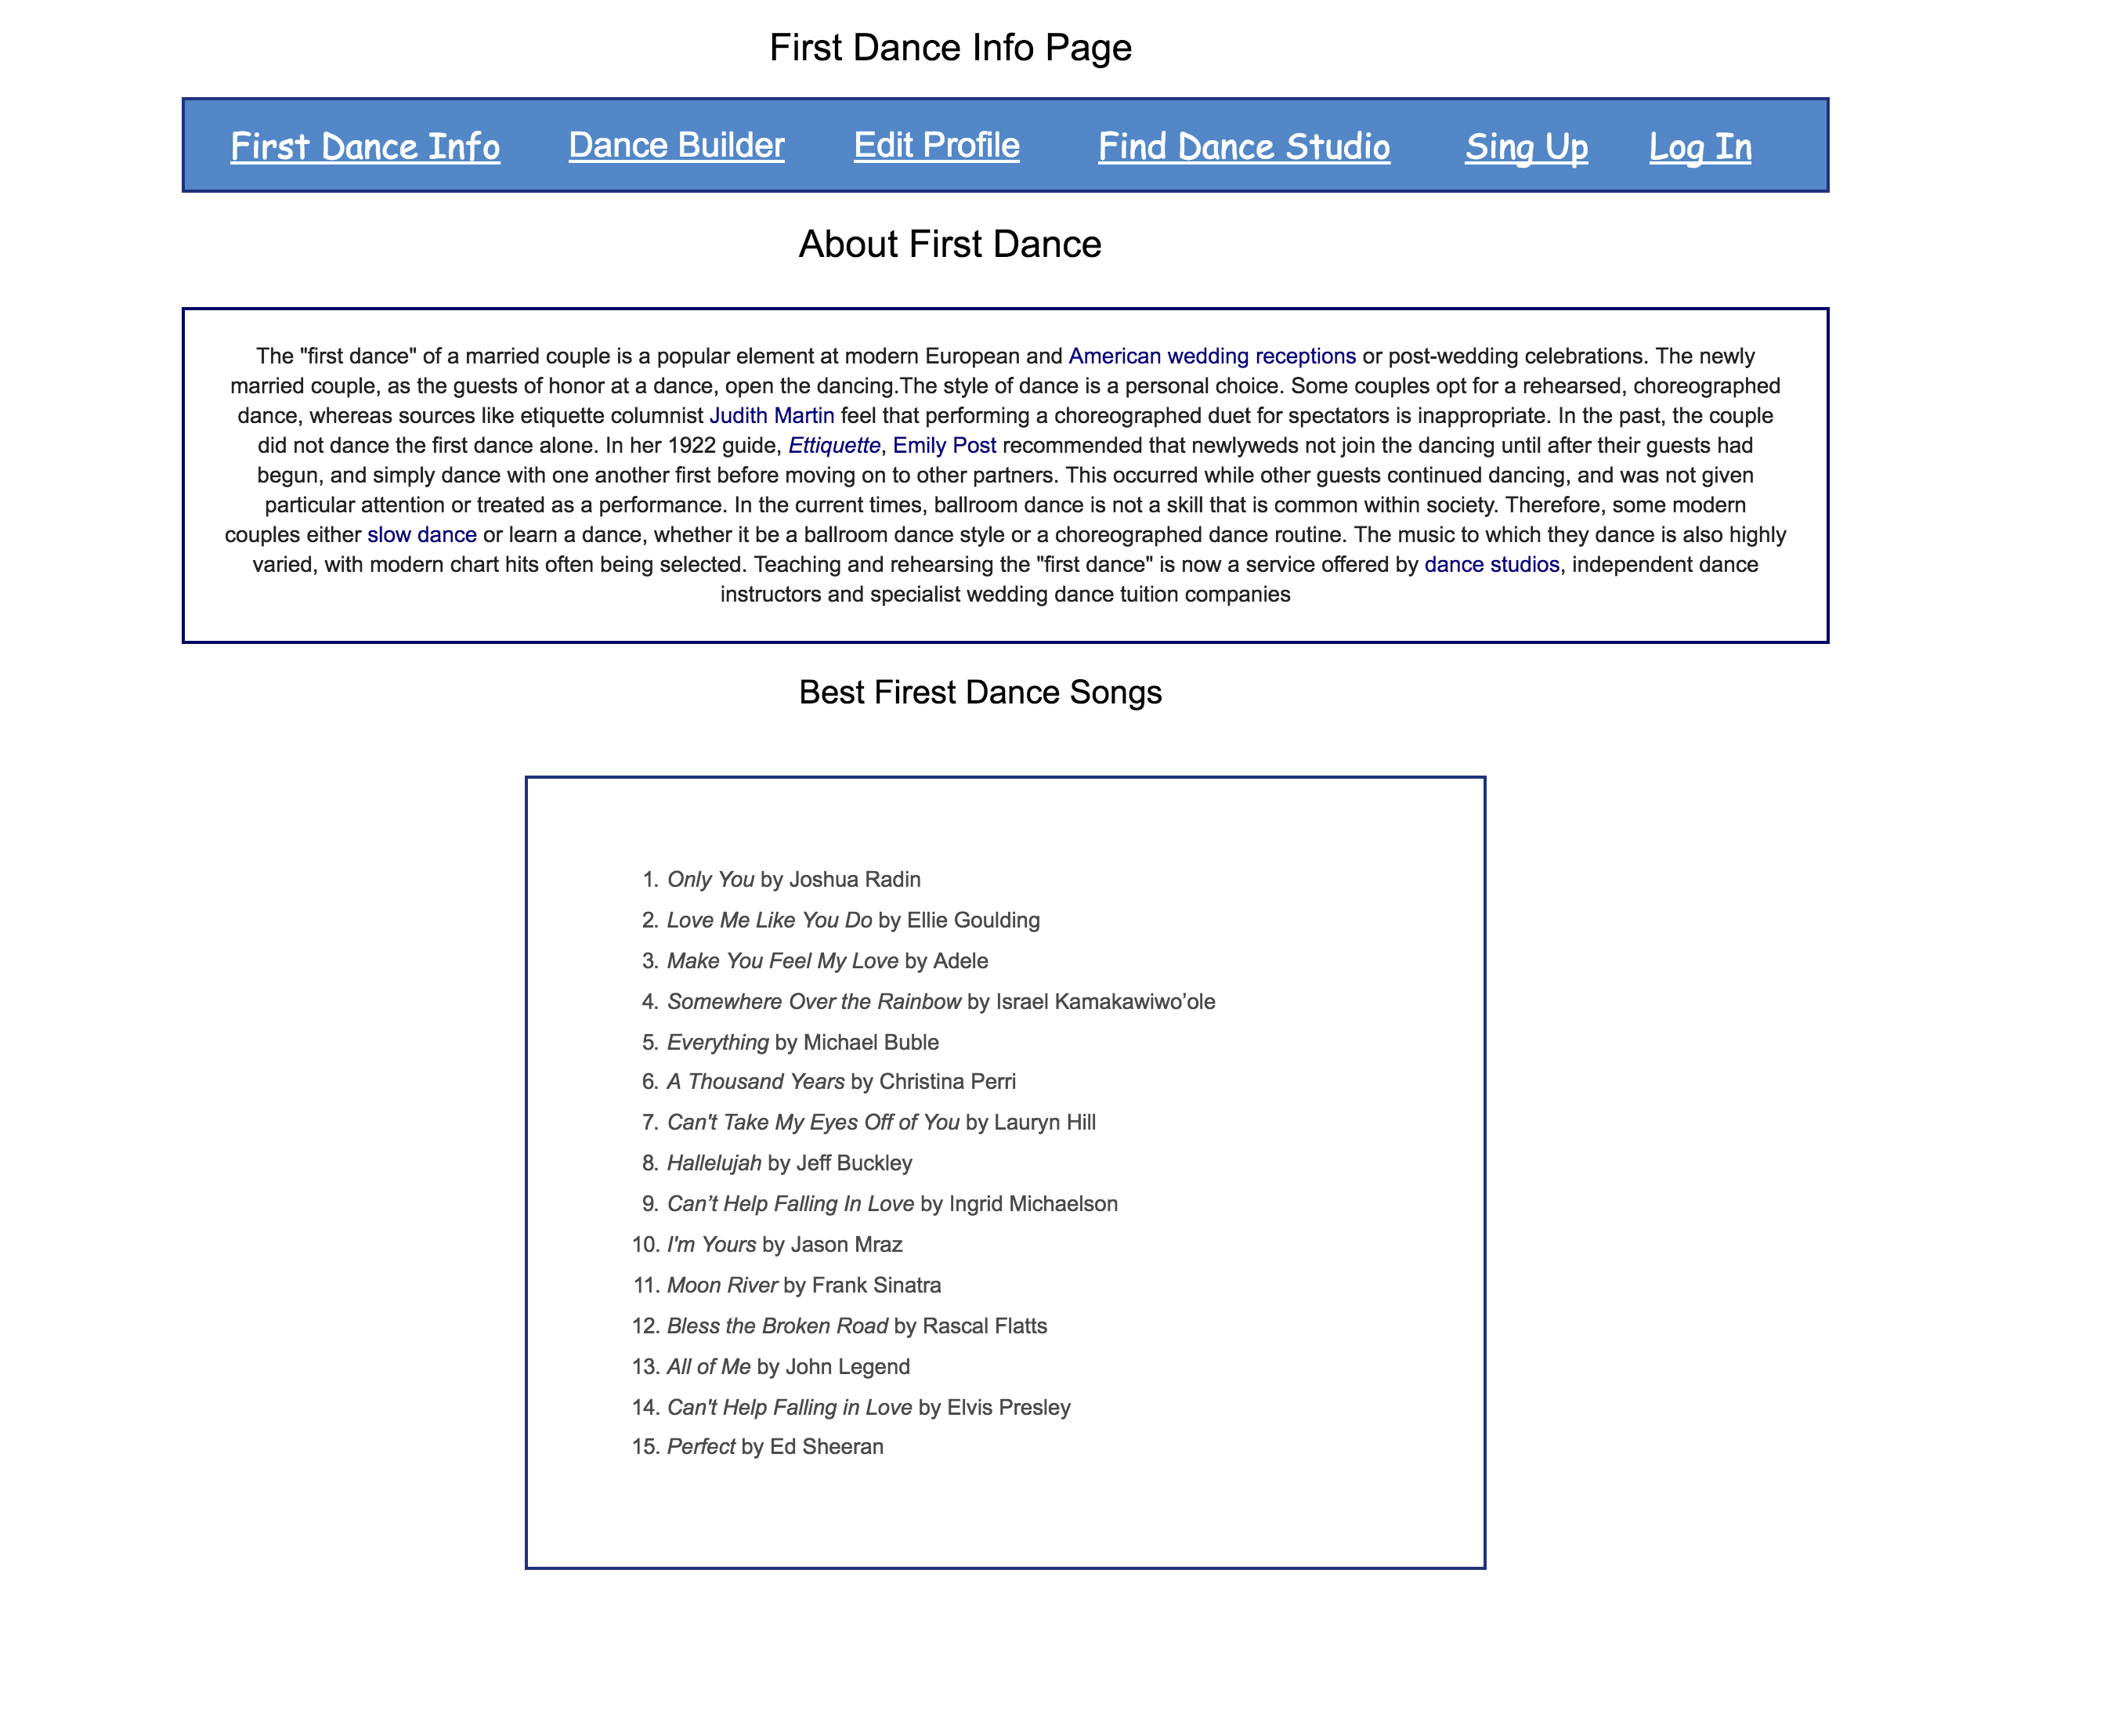 First Dance Info Page
First Dance Info Dance Builder Edit Profile Find Dance Studio Sing Up Log In
About First Dance
The "first dance" of a married couple is a popular element at modern European and American wedding receptions or post-wedding celebrations. The newly
married couple, as the guests of honor at a dance, open the dancing.The style of dance is a personal choice. Some couples opt for a rehearsed, choreographed
dance, whereas sources like etiquette columnist Judith Martin feel that performing a choreographed duet for spectators is inappropriate. In the past, the couple
did not dance the first dance alone. In her 1922 guide, Ettiquette, Emily Post recommended that newlyweds not join the dancing until after their guests had
begun, and simply dance with one another first before moving on to other partners. This occurred while other guests continued dancing, and was not given
particular attention or treated as a performance. In the current times, ballroom dance is not a skill that is common within society. Therefore, some modern
couples either slow dance or learn a dance, whether it be a ballroom dance style or a choreographed dance routine. The music to which they dance is also highly
varied, with modern chart hits often being selected. Teaching and rehearsing the "first dance" is now a service offered by dance studios, independent dance
instructors and specialist wedding dance tuition companies
Best Firest Dance Songs
1. Only You by Joshua Radin
2. Love Me Like You Do by Ellie Goulding
3. Make You Feel My Love by Adele
4. Somewhere Over the Rainbow by Israel Kamakawiwo’ole
5. Everything by Michael Buble
6. A Thousand Years by Christina Perri
7. Can't Take My Eyes Off of You by Lauryn Hill
8. Hallelujah by Jeff Buckley
9. Can’t Help Falling In Love by Ingrid Michaelson
10. I'm Yours by Jason Mraz
11. Moon River by Frank Sinatra
12. Bless the Broken Road by Rascal Flatts
13. All of Me by John Legend
14. Can't Help Falling in Love by Elvis Presley
15. Perfect by Ed Sheeran